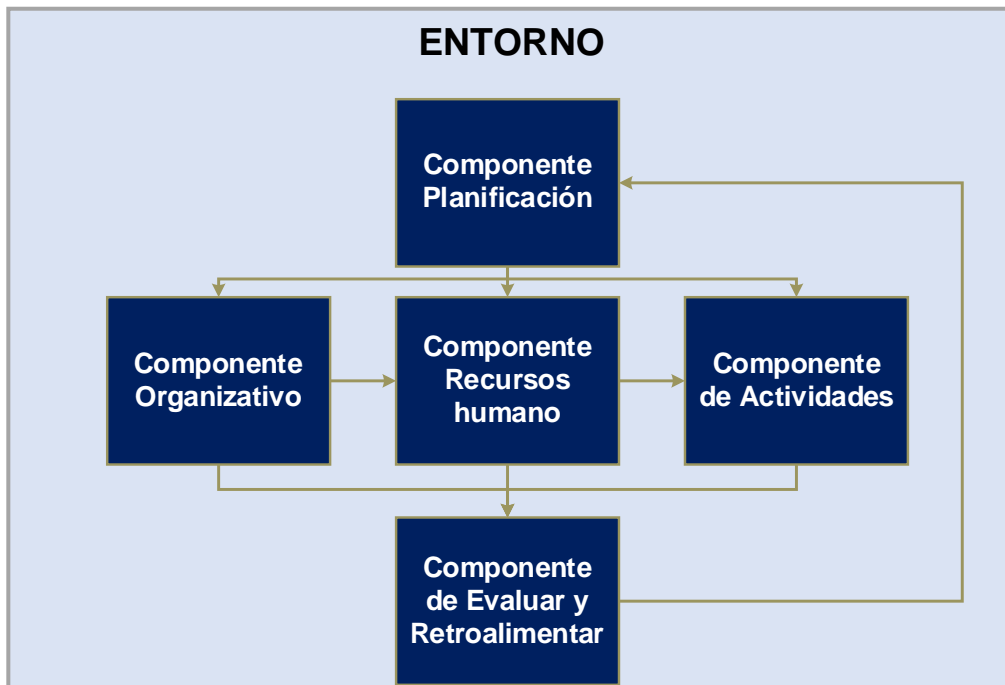 ENTORNO
Componente
Planificación
Componente
Organizativo
Componente
Recursos
humano
Componente
de Actividades
Componente
de Evaluar y
Retroalimentar